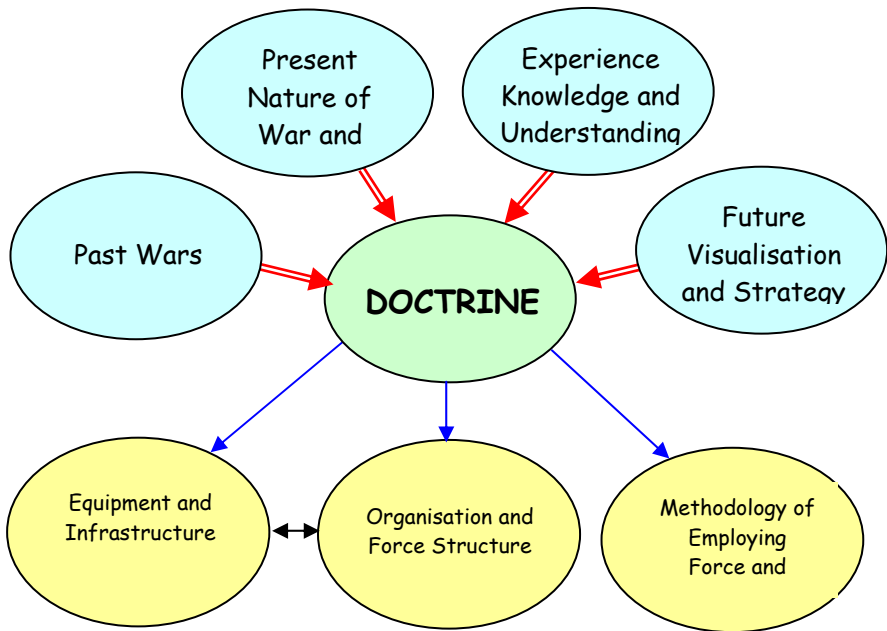 Present
Nature of
War and
Experience
Knowledge and
Understanding
Past Wars
Future
Visualisation
and Strategy
DOCTRINE
Equipment and
Infrastructure
Organisation and
Force Structure
Methodology of
Employing
Force and